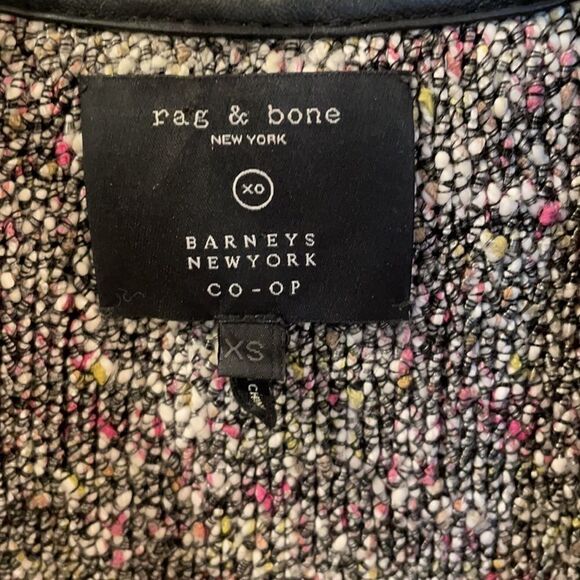 rag & bone
NEW YORK
XO
BARNEYS
NEWYORK
CO-OP
XS